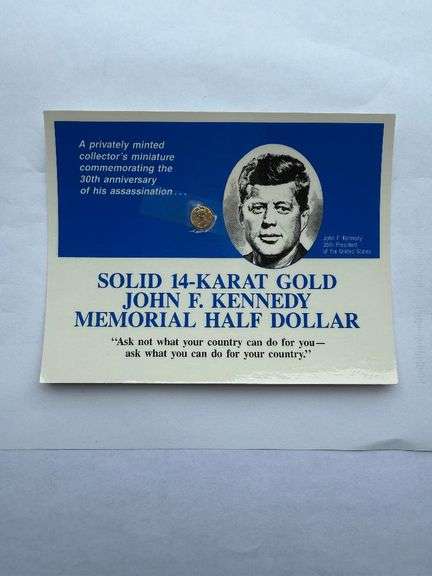 A privately minted
collector's miniature
commemorating the
30th anniversary
of his assassination . . .
John F. Kennedy
35th President
of the United States
SOLID 14-KARAT GOLD
JOHN F. KENNEDY
MEMORIAL HALF DOLLAR
“Ask not what your country can do for you—
ask what you can do for your country.”